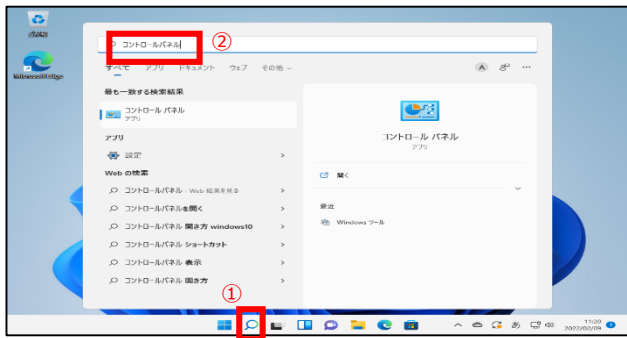 ごみ箱
Microsoft Edge
コントロールパネル
②
すべて アプリ ドキュメント ウェブ その他
A
最も一致する検索結果
コントロール パネル
アプリ
アプリ
設定
Web の検索
コントロールパネル - Web 結果を見る
コントロールパネルを開く
コントロールパネル 開き方 windows10
コントロールパネル ショートカット
コントロールパネル 表示
コントロールパネル 開き方
コントロール パネル
アプリ
開く
最近
Windows ツール
①
あ
11:20
2022/02/09